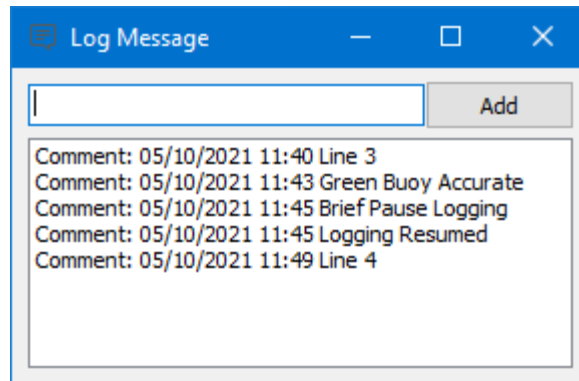 Log Message
Add
Comment: 05/10/2021 11:40 Line 3
Comment: 05/10/2021 11:43 Green Buoy Accurate
Comment: 05/10/2021 11:45 Brief Pause Logging
Comment: 05/10/2021 11:45 Logging Resumed
Comment: 05/10/2021 11:49 Line 4